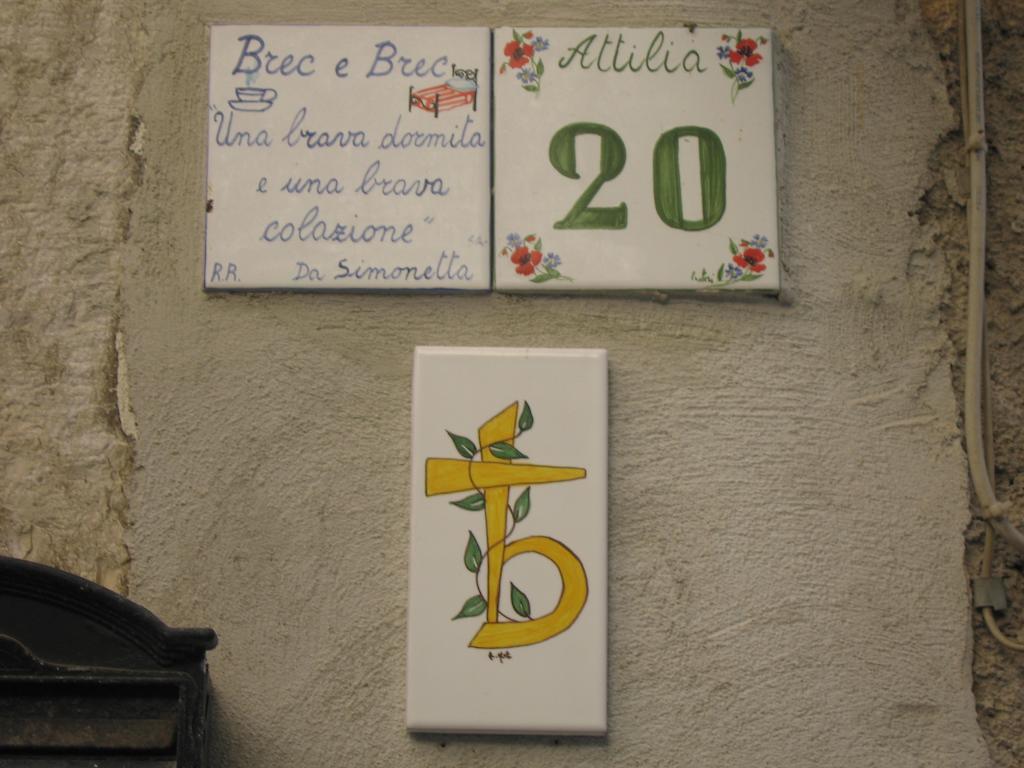 Brec e Brec
"Una brava dormita
e una brava
colazione"
R.R. Da Simonetta
Attilia
20